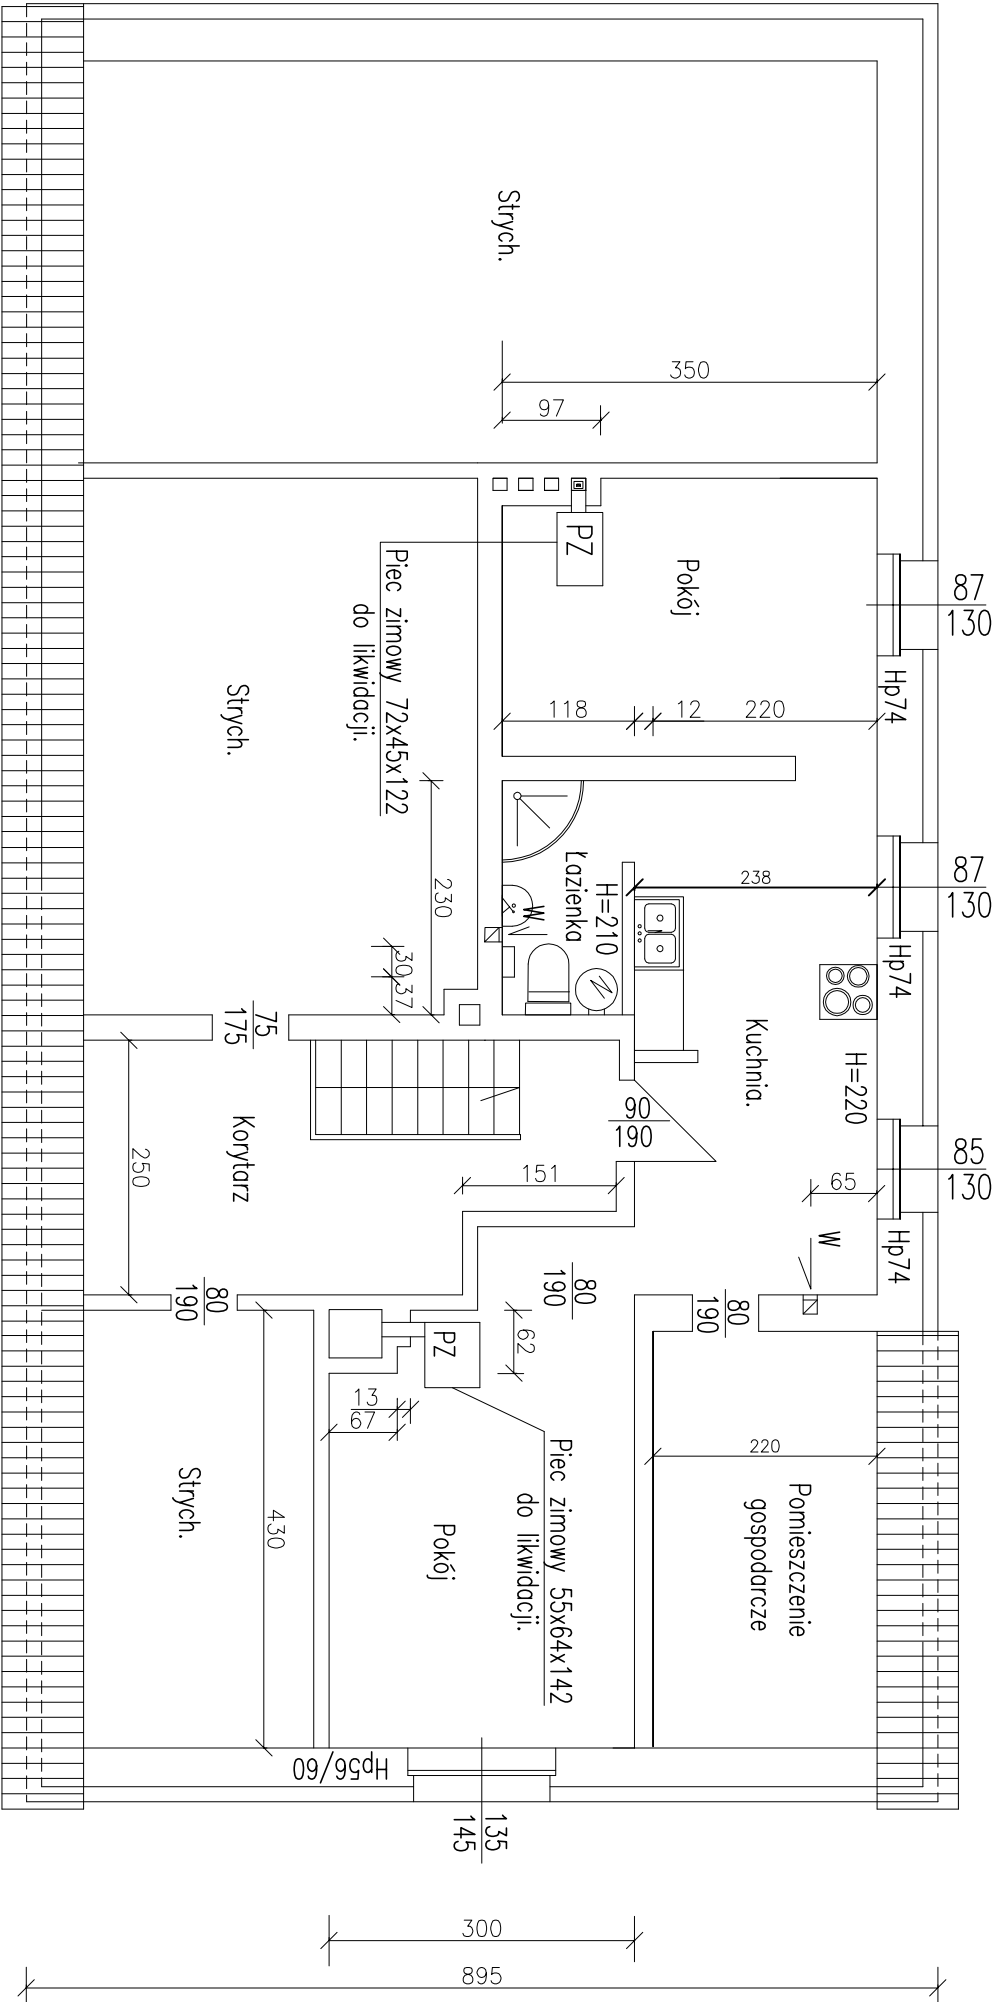 Strych.
350
97
PZ
Pokój
87
130
Hp74
Piec zimowy 72x45x122
do likwidacji.
118
12
220
Strych.
230
238
87
130
Hp74
Łazienka
H=210
W
30
37
Kuchnia.
H=220
75
175
90
190
85
130
Hp74
65
W
151
Korytarz
250
80
190
80
190
80
190
PZ
62
13
67
220
Piec zimowy 55x64x142
do likwidacji.
Pomieszczenie
gospodarcze
Strych.
430
Pokój
Hp56/60
135
145
300
895